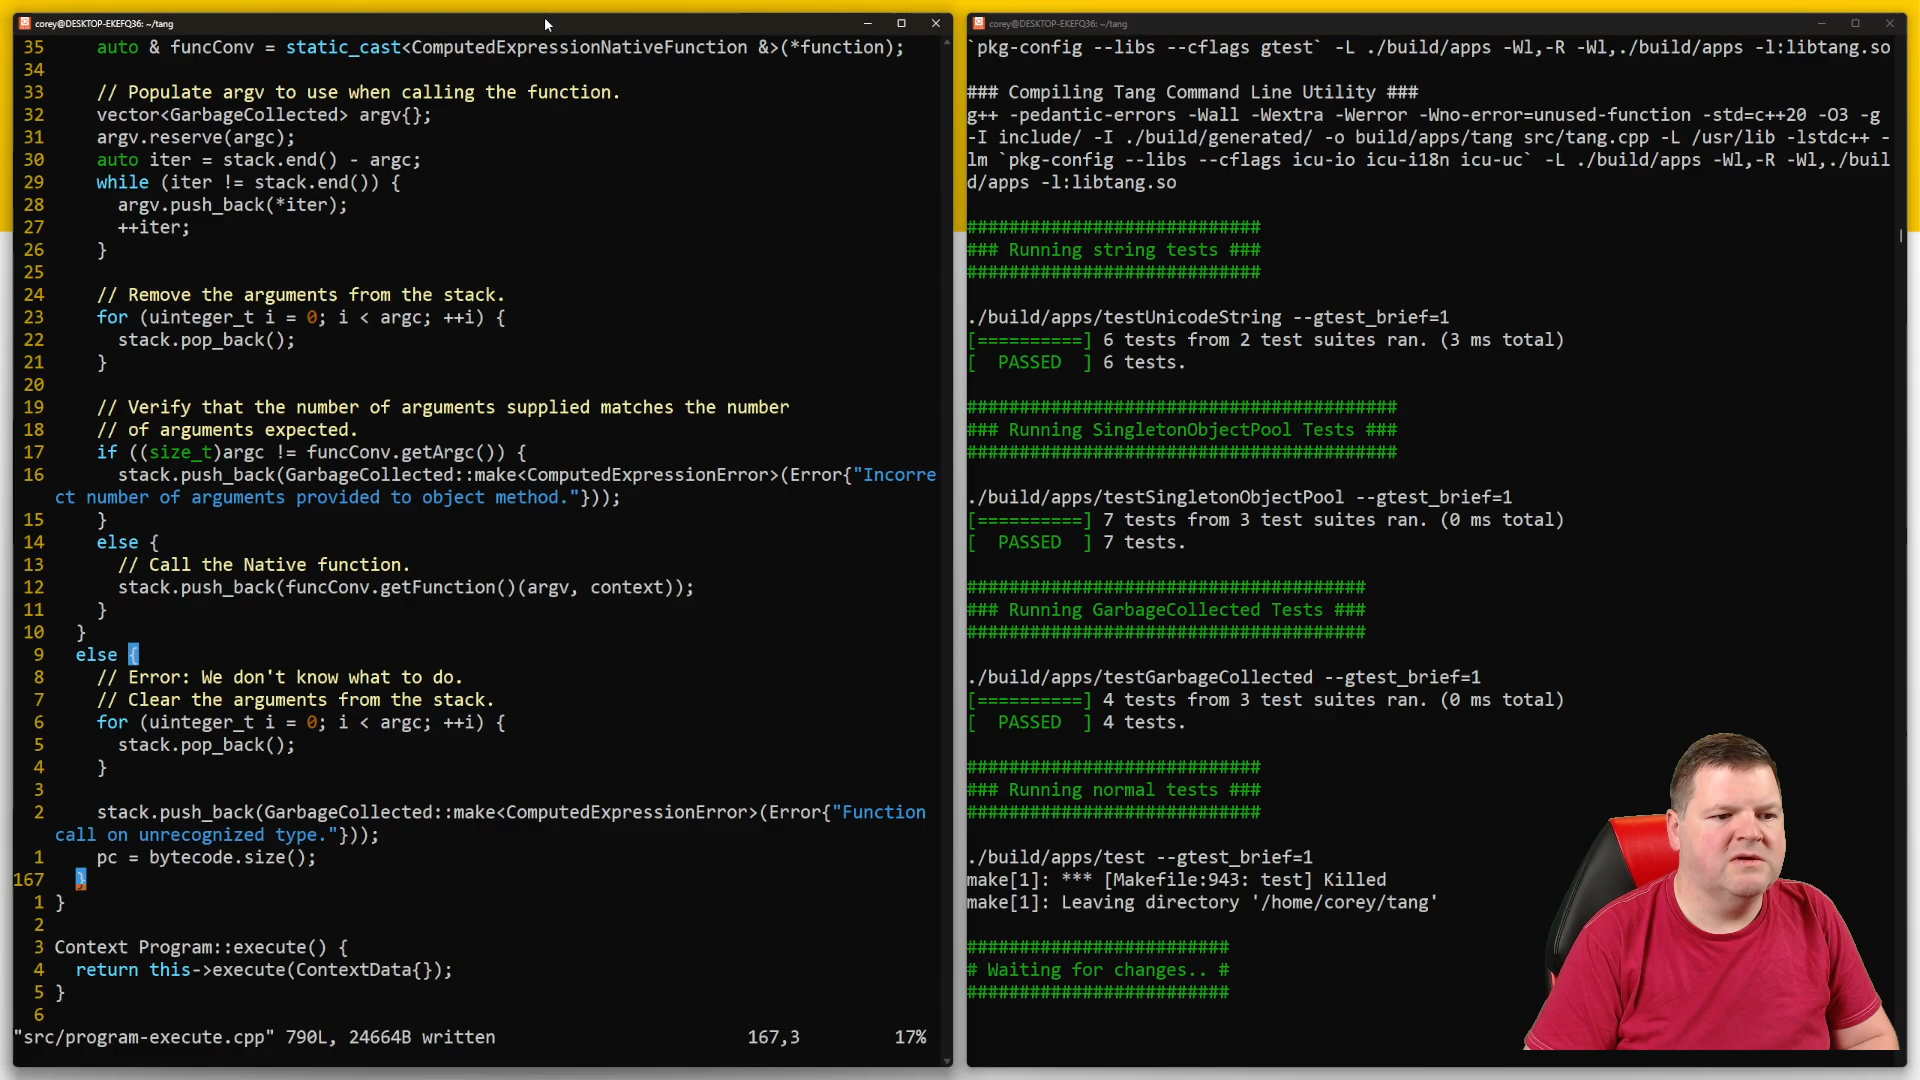 corey@DESKTOP-EKEFQ36: ~/tang
35     auto & funcConv = static_cast<ComputedExpressionNativeFunction &>(*function);
34
33     // Populate argv to use when calling the function.
32     vector<GarbageCollected> argv{};
31     argv.reserve(argc);
30     auto iter = stack.end() - argc;
29     while (iter != stack.end()) {
28       argv.push_back(*iter);
27       ++iter;
26     }
25
24     // Remove the arguments from the stack.
23     for (uinteger_t i = 0; i < argc; ++i) {
22       stack.pop_back();
21     }
20
19     // Verify that the number of arguments supplied matches the number
18     // of arguments expected.
17     if ((size_t)argc != funcConv.getArgc()) {
16       stack.push_back(GarbageCollected::make<ComputedExpressionError>(Error{"Incorre
ct number of arguments provided to object method."}));
15     }
14     else {
13       // Call the Native function.
12       stack.push_back(funcConv.getFunction()(argv, context));
11     }
10   }
9   else {
8     // Error: We don't know what to do.
7     // Clear the arguments from the stack.
6     for (uinteger_t i = 0; i < argc; ++i) {
5       stack.pop_back();
4     }
3
2     stack.push_back(GarbageCollected::make<ComputedExpressionError>(Error{"Function
call on unrecognized type."}));
1     pc = bytecode.size();
167   }
1 }
2
3 Context Program::execute() {
4   return this->execute(ContextData{});
5 }
6
"src/program-execute.cpp" 790L, 24664B written 167,3 17%
corey@DESKTOP-EKEFQ36: ~/tang
`pkg-config --libs --cflags gtest` -L ./build/apps -Wl,-R -Wl,./build/apps -l:libtang.so
### Compiling Tang Command Line Utility ###
g++ -pedantic-errors -Wall -Wextra -Werror -Wno-error=unused-function -std=c++20 -O3 -g
-I include/ -I ./build/generated/ -o build/apps/tang src/tang.cpp -L /usr/lib -lstdc++ -
lm `pkg-config --libs --cflags icu-io icu-i18n icu-uc` -L ./build/apps -Wl,-R -Wl,./buil
d/apps -l:libtang.so
############################
### Running string tests ###
############################
./build/apps/testUnicodeString --gtest_brief=1
[==========] 6 tests from 2 test suites ran. (3 ms total)
[  PASSED  ] 6 tests.
#########################################
### Running SingletonObjectPool Tests ###
#########################################
./build/apps/testSingletonObjectPool --gtest_brief=1
[==========] 7 tests from 3 test suites ran. (0 ms total)
[  PASSED  ] 7 tests.
######################################
### Running GarbageCollected Tests ###
######################################
./build/apps/testGarbageCollected --gtest_brief=1
[==========] 4 tests from 3 test suites ran. (0 ms total)
[  PASSED  ] 4 tests.
############################
### Running normal tests ###
############################
./build/apps/test --gtest_brief=1
make[1]: *** [Makefile:943: test] Killed
make[1]: Leaving directory '/home/corey/tang'
#########################
# Waiting for changes.. #
#########################